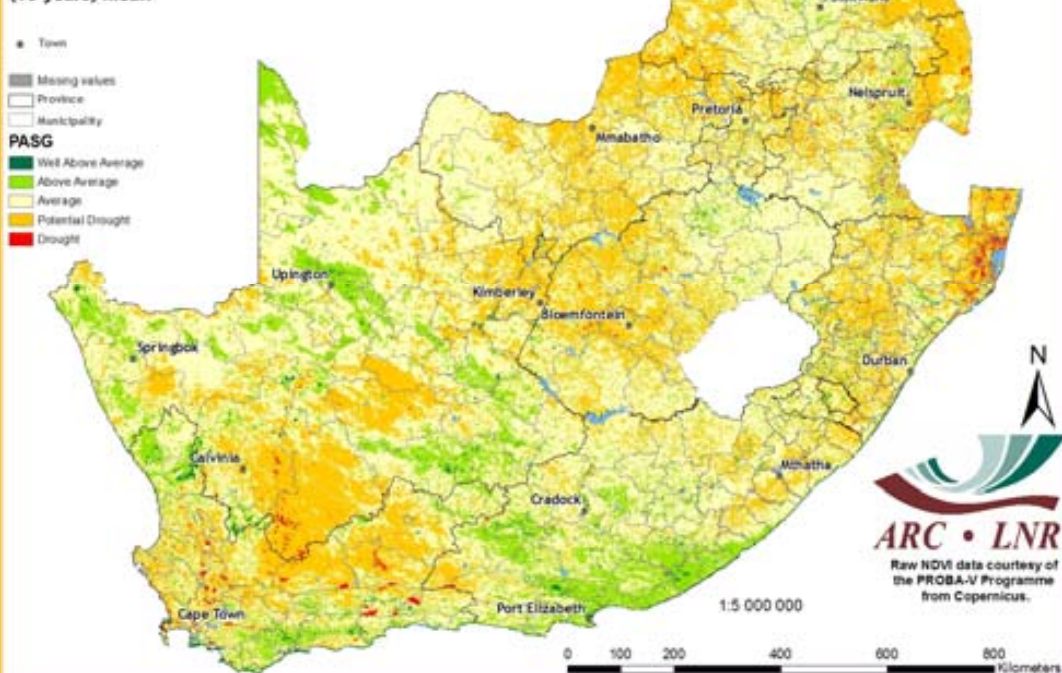 Town
Missing values
Province
Municipality
PASG
Well Above Average
Above Average
Average
Potential Drought
Drought
Pretoria
Nelspruit
Mmabatho
Upington
Kimberley
Bloemfontein
Springbok
Durban
N
Calvinia
Mthatha
Cradock
ARC • LNR
Raw NDVI data courtesy of
the PROBA-V Programme
from Copernicus.
1:5 000 000
Cape Town
Port Elizabeth
0 100 200 400 600 800
Kilometers